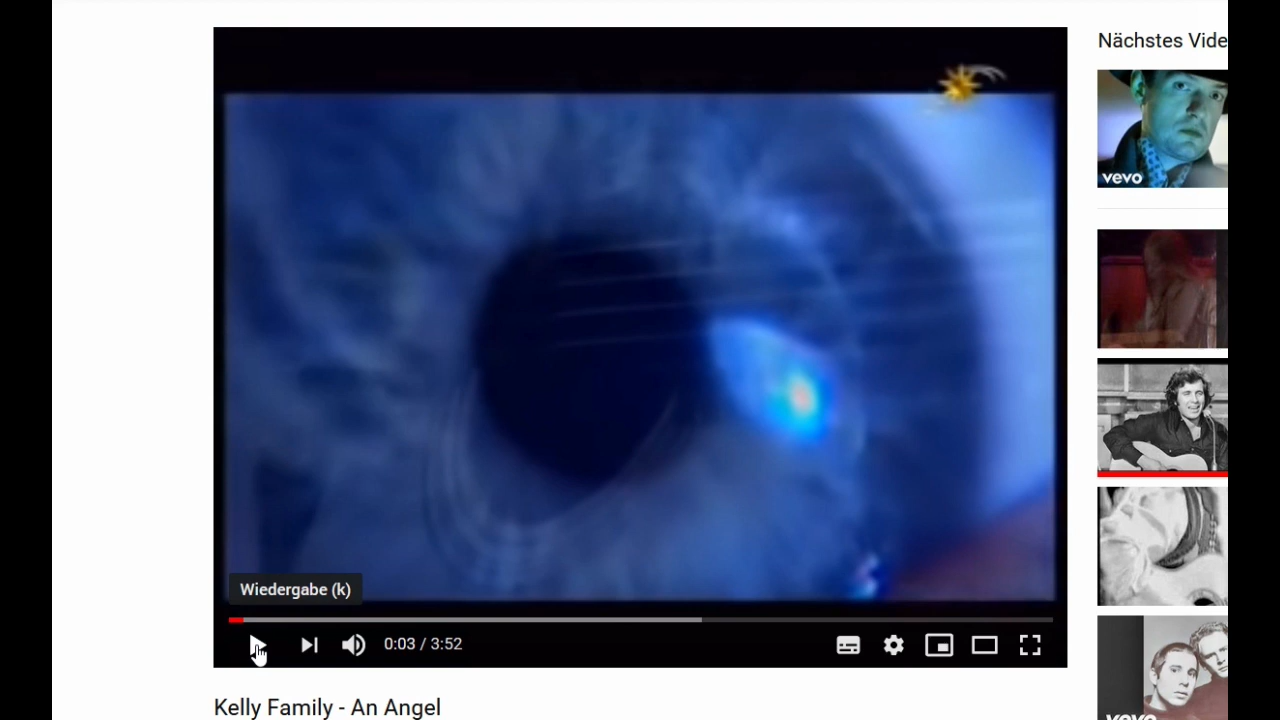 Nächstes Vide
vevo
Wiedergabe (k)
0:03 / 3:52
Kelly Family - An Angel
vevo